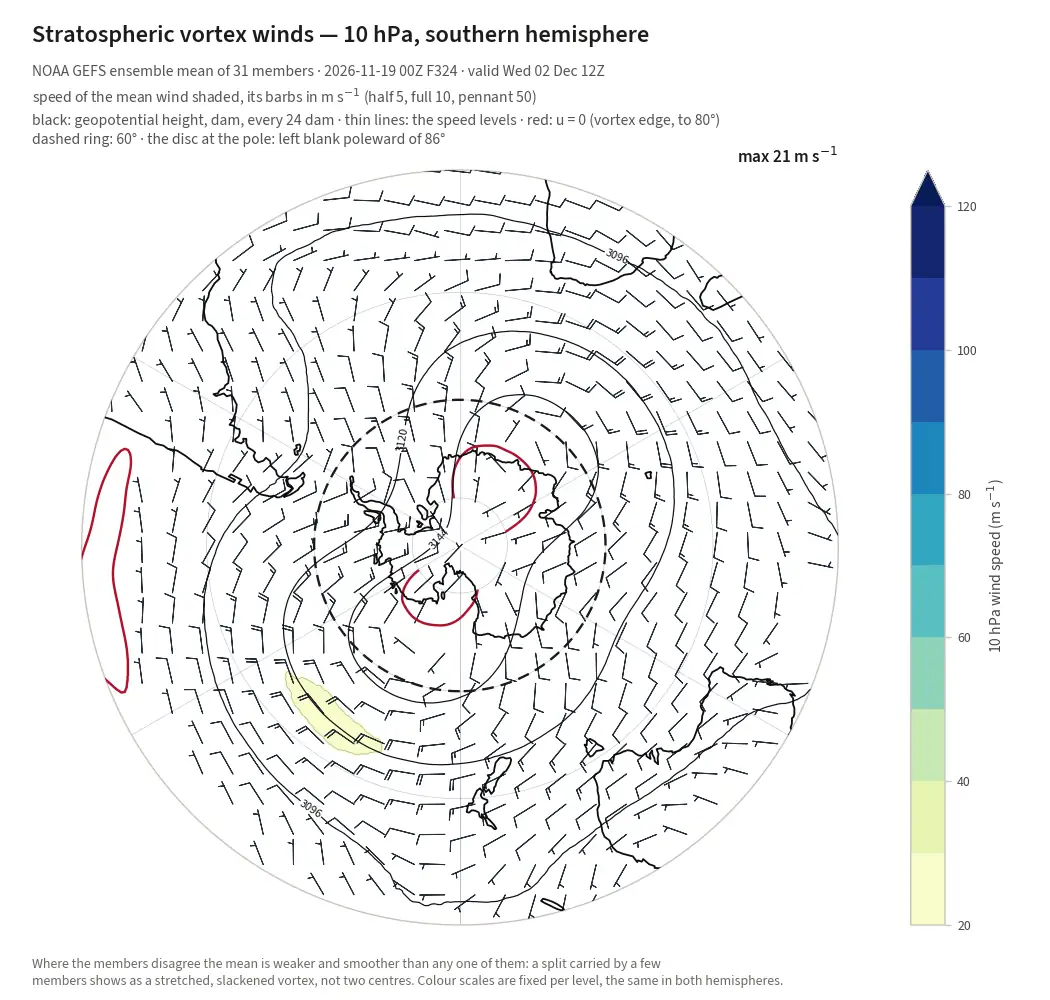 Stratospheric vortex winds — 10 hPa, southern hemisphere
NOAA GEFS ensemble mean of 31 members · 2026-11-19 00Z F324 · valid Wed 02 Dec 12Z
speed of the mean wind shaded, its barbs in m s⁻¹ (half 5, full 10, pennant 50)
black: geopotential height, dam, every 24 dam · thin lines: the speed levels · red: u = 0 (vortex edge, to 80°)
dashed ring: 60° · the disc at the pole: left blank poleward of 86°
max 21 m s⁻¹
3096
3120
3144
3096
120
100
80
60
40
20
10 hPa wind speed (m s⁻¹)
Where the members disagree the mean is weaker and smoother than any one of them: a split carried by a few
members shows as a stretched, slackened vortex, not two centres. Colour scales are fixed per level, the same in both hemispheres.